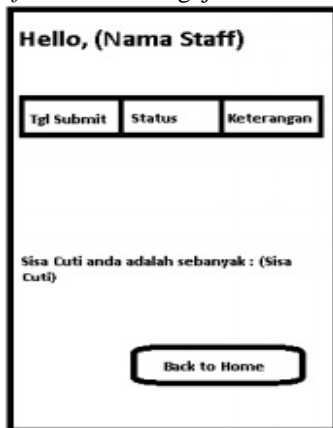 Hello, (Nama Staff)
Tgl Submit Status Keterangan
Sisa Cuti anda adalah sebanyak : (Sisa
Cuti)
Back to Home